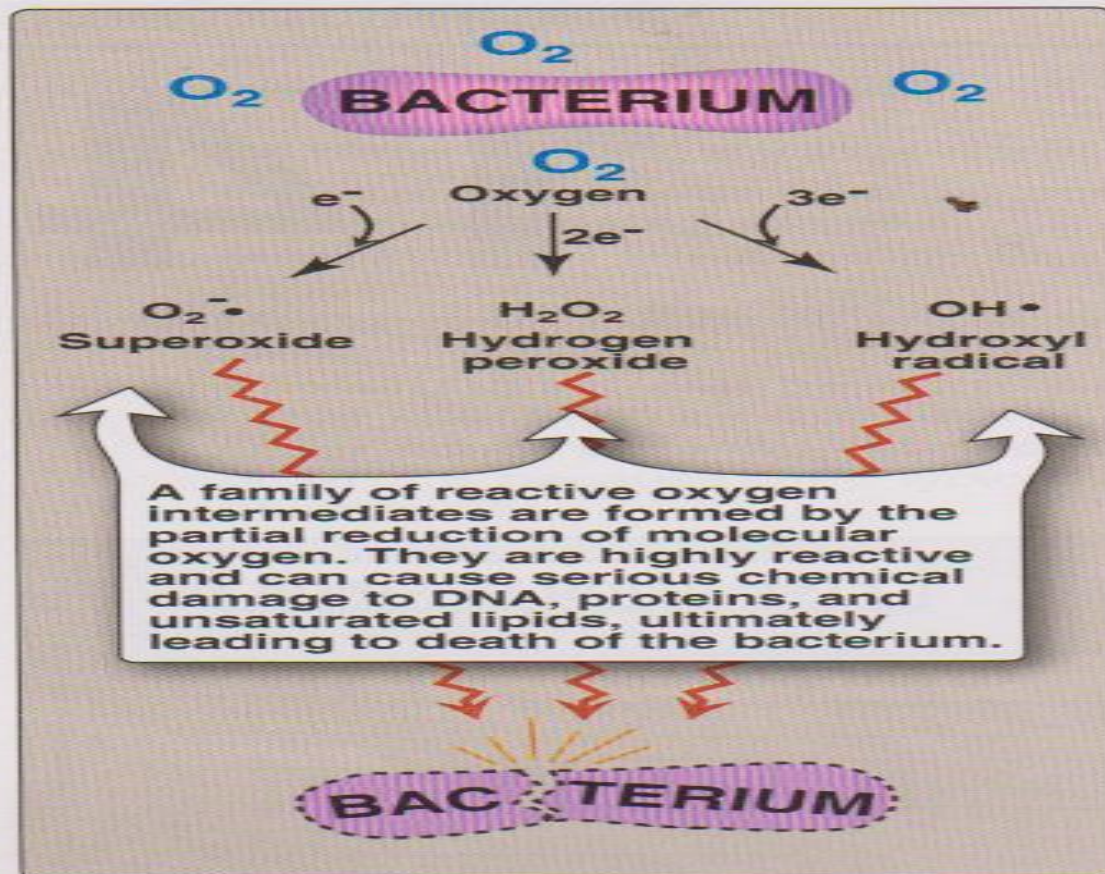 O₂
O₂
O₂
BACTERIUM
O₂
Oxygen
e⁻
2e⁻
3e⁻
O₂⁻•
Superoxide
H₂O₂
Hydrogen
peroxide
OH •
Hydroxyl
radical
A family of reactive oxygen
intermediates are formed by the
partial reduction of molecular
oxygen. They are highly reactive
and can cause serious chemical
damage to DNA, proteins, and
unsaturated lipids, ultimately
leading to death of the bacterium.
BAC TERIUM